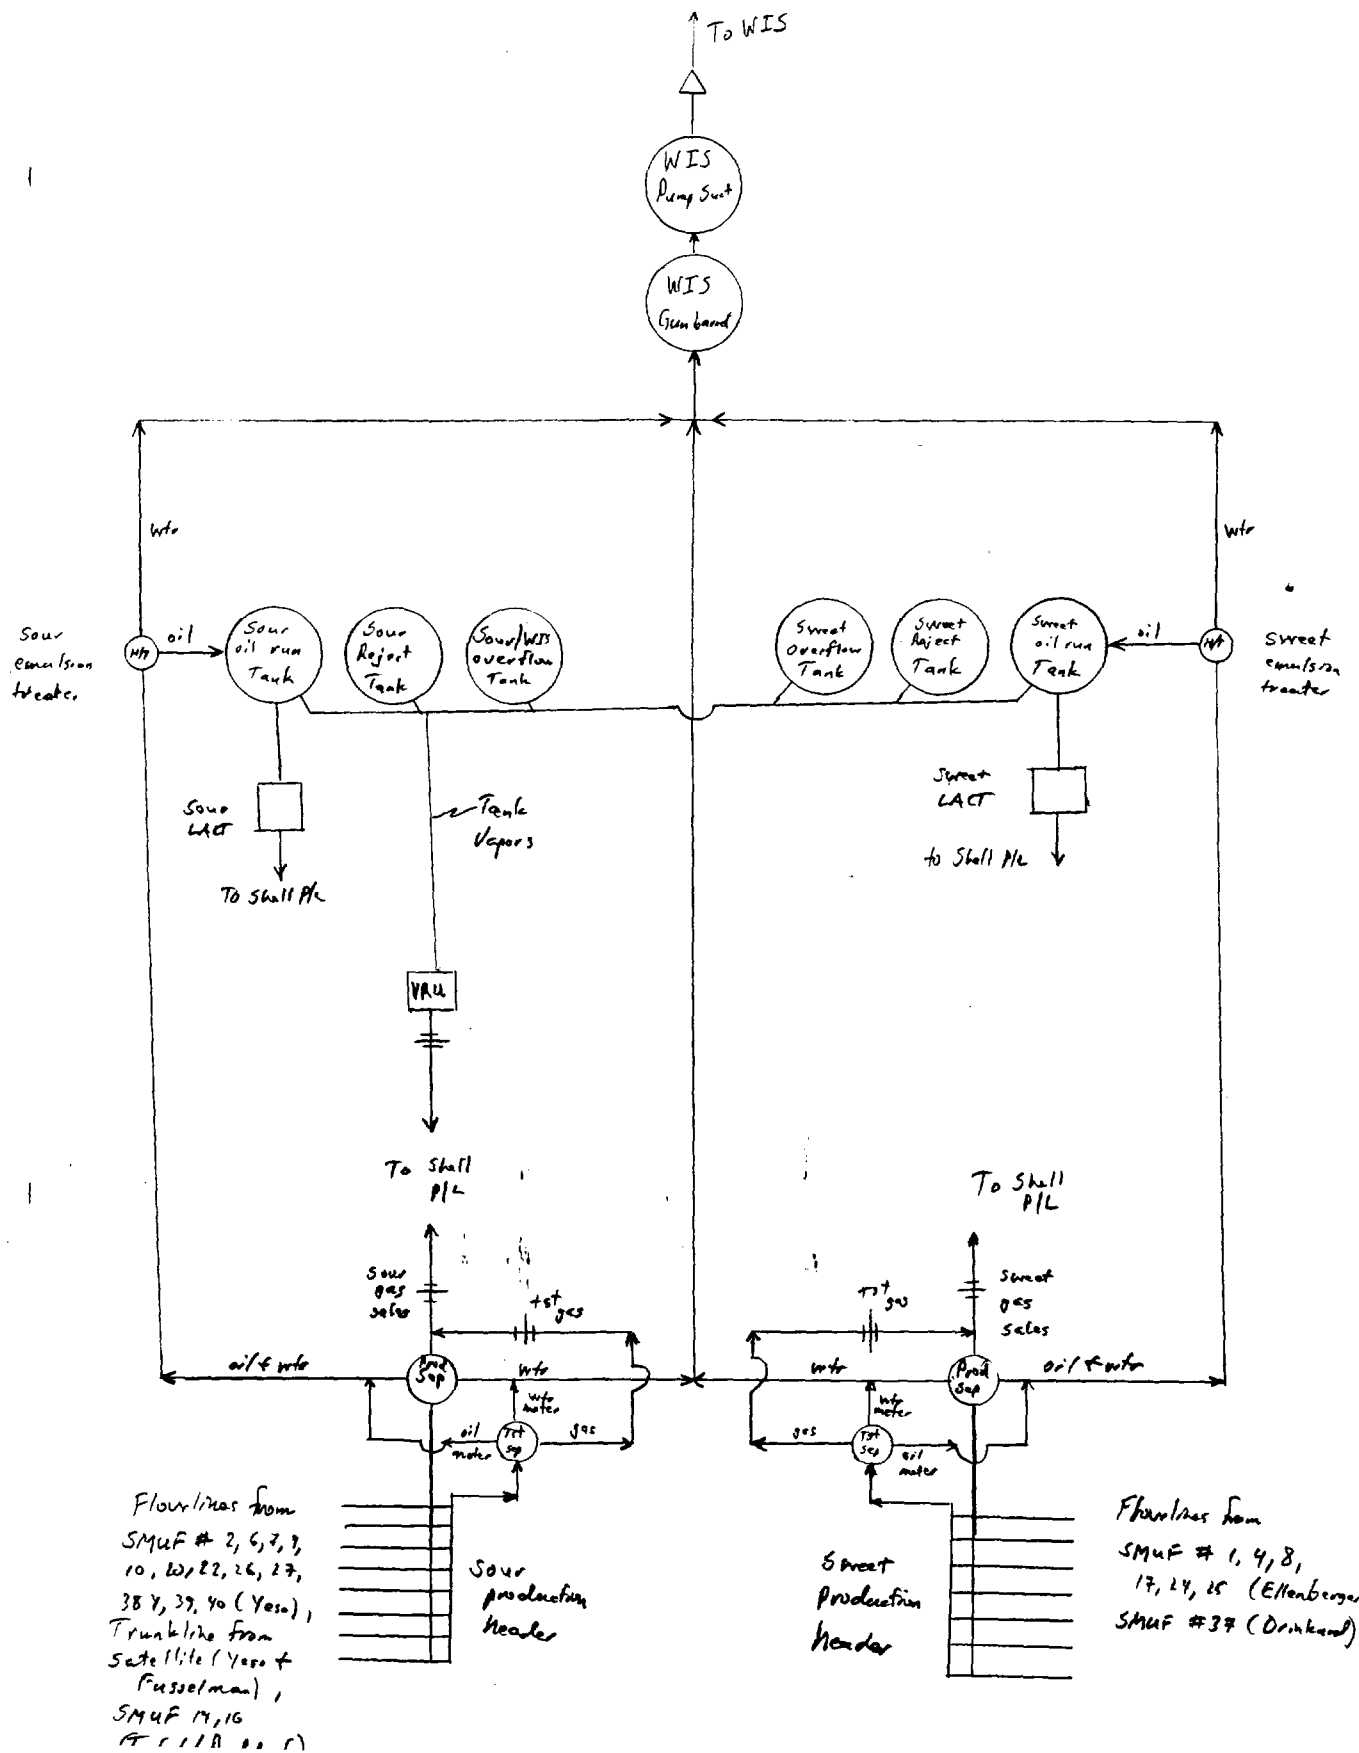 To WIS
WIS
Pump Suct
WIS
Gunbarrel
wtr
wtr
Sour
emulsion
treater
H/T
oil
Sour
oil run
Tank
Sour
Reject
Tank
Sour/WIS
overflow
Tank
Sweet
overflow
Tank
Sweet
Reject
Tank
Sweet
oil run
Tank
oil
H/T
Sweet
emulsion
treater
Sour
LACT
To Shell P/L
Tank
Vapors
Sweet
LACT
to Shell P/L
VRU
To Shell
P/L
To Shell
P/L
Sour
gas
sales
tst
gas
Tst
gas
Sweet
gas
sales
oil & wtr
Prod
Sep
wtr
wtr
Prod
Sep
oil & wtr
wtr
meter
wtr
meter
oil
meter
Tst
Sep
gas
gas
Tst
Sep
oil
meter
Flowlines from
SMUF # 2, 6, 7, 9,
10, 20, 22, 26, 27,
38 Y, 39, 40 (Yeso),
Trunkline from
Satellite (Yeso &
Fusselman),
SMUF 14, 16
Sour
production
header
Sweet
production
header
Flowlines from
SMUF # 1, 4, 8,
17, 24, 25 (Ellenberger
SMUF #37 (Drinkard)